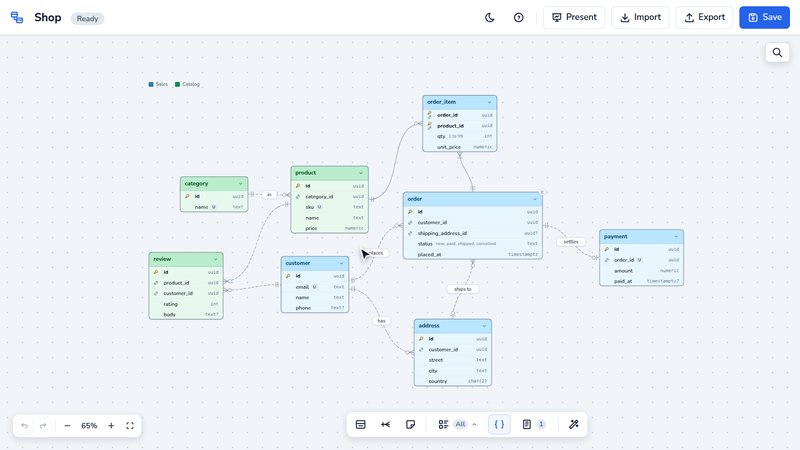 Shop Ready Present Import Export Save
Sales Catalog
order_item
order_id uuid
product_id uuid
qty 1 to 99 int
unit_price numeric
product
id uuid
category_id uuid
sku U text
name text
price numeric
category
id uuid
name U text
in
order
id uuid
customer_id uuid
shipping_address_id uuid?
status new, paid, shipped, cancelled text
placed_at timestamptz
payment
id uuid
order_id U uuid
amount numeric
paid_at timestamptz?
settles
review
id uuid
product_id uuid
customer_id uuid
rating int
body text?
customer
id uuid
email U text
name text
phone text?
ships to
has
address
id uuid
customer_id uuid
street text
city text
country char(2)
65%
All { } 1